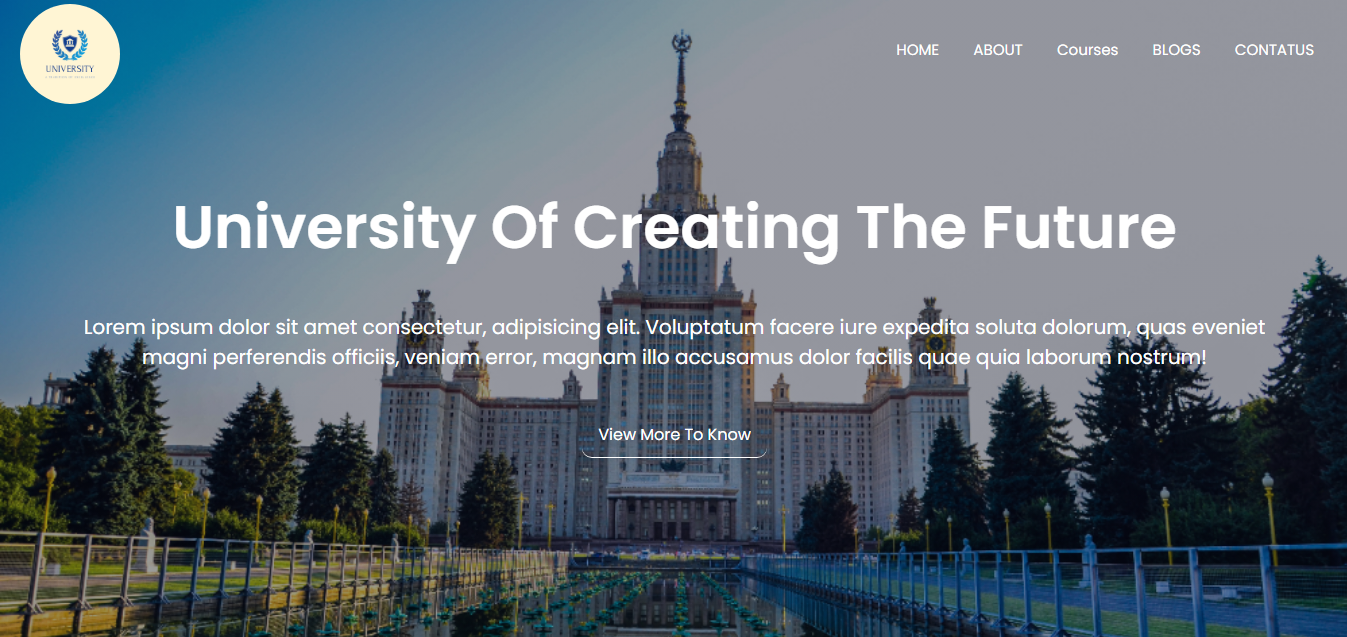 UNIVERSITY
HOME ABOUT Courses BLOGS CONTATUS
University Of Creating The Future
Lorem ipsum dolor sit amet consectetur, adipisicing elit. Voluptatum facere iure expedita soluta dolorum, quas eveniet
magni perferendis officiis, veniam error, magnam illo accusamus dolor facilis quae quia laborum nostrum!
View More To Know